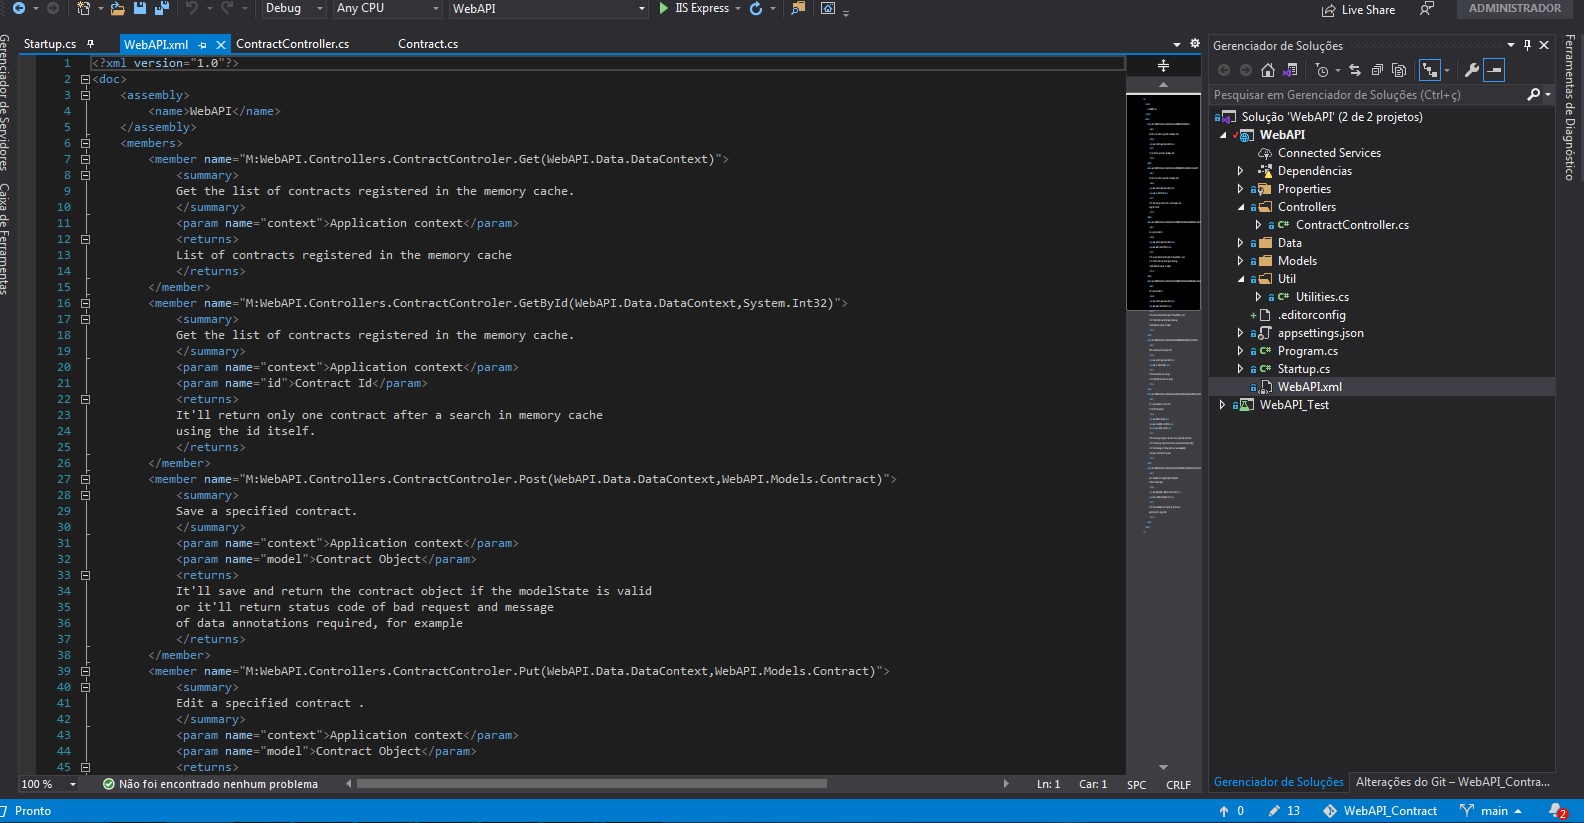 Debug
Any CPU
WebAPI
IIS Express
Live Share
ADMINISTRADOR
Gerenciador de Servidores
Caixa de Ferramentas
Startup.cs
WebAPI.xml
ContractController.cs
Contract.cs
1 <?xml version="1.0"?>
2 <doc>
3 <assembly>
4 <name>WebAPI</name>
5 </assembly>
6 <members>
7 <member name="M:WebAPI.Controllers.ContractControler.Get(WebAPI.Data.DataContext)">
8 <summary>
9 Get the list of contracts registered in the memory cache.
10 </summary>
11 <param name="context">Application context</param>
12 <returns>
13 List of contracts registered in the memory cache
14 </returns>
15 </member>
16 <member name="M:WebAPI.Controllers.ContractControler.GetById(WebAPI.Data.DataContext,System.Int32)">
17 <summary>
18 Get the list of contracts registered in the memory cache.
19 </summary>
20 <param name="context">Application context</param>
21 <param name="id">Contract Id</param>
22 <returns>
23 It'll return only one contract after a search in memory cache
24 using the id itself.
25 </returns>
26 </member>
27 <member name="M:WebAPI.Controllers.ContractControler.Post(WebAPI.Data.DataContext,WebAPI.Models.Contract)">
28 <summary>
29 Save a specified contract.
30 </summary>
31 <param name="context">Application context</param>
32 <param name="model">Contract Object</param>
33 <returns>
34 It'll save and return the contract object if the modelState is valid
35 or it'll return status code of bad request and message
36 of data annotations required, for example
37 </returns>
38 </member>
39 <member name="M:WebAPI.Controllers.ContractControler.Put(WebAPI.Data.DataContext,WebAPI.Models.Contract)">
40 <summary>
41 Edit a specified contract .
42 </summary>
43 <param name="context">Application context</param>
44 <param name="model">Contract Object</param>
45 <returns>
100 %
Não foi encontrado nenhum problema
Ln: 1
Car: 1
SPC
CRLF
Gerenciador de Soluções
Pesquisar em Gerenciador de Soluções (Ctrl+ç)
Solução 'WebAPI' (2 de 2 projetos)
WebAPI
Connected Services
Dependências
Properties
Controllers
C# ContractController.cs
Data
Models
Util
C# Utilities.cs
.editorconfig
appsettings.json
C# Program.cs
C# Startup.cs
WebAPI.xml
WebAPI_Test
Gerenciador de Soluções
Alterações do Git – WebAPI_Contra...
Ferramentas de Diagnóstico
Pronto
0
13
WebAPI_Contract
main
2